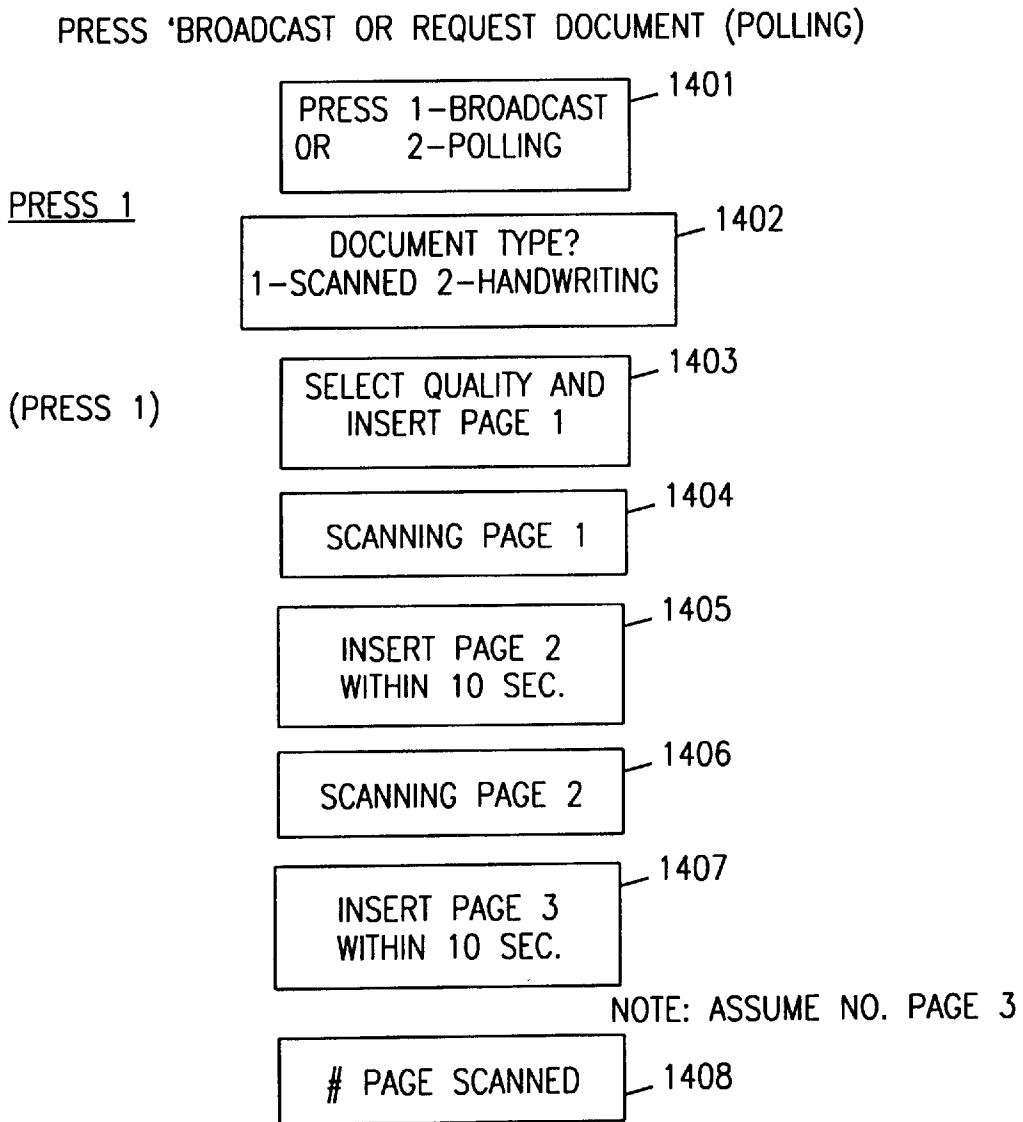 PRESS 'BROADCAST OR REQUEST DOCUMENT (POLLING)
1401
PRESS 1-BROADCAST
OR 2-POLLING
PRESS 1
1402
DOCUMENT TYPE?
1-SCANNED 2-HANDWRITING
1403
SELECT QUALITY AND
INSERT PAGE 1
(PRESS 1)
1404
SCANNING PAGE 1
1405
INSERT PAGE 2
WITHIN 10 SEC.
1406
SCANNING PAGE 2
1407
INSERT PAGE 3
WITHIN 10 SEC.
NOTE: ASSUME NO. PAGE 3
# PAGE SCANNED
1408